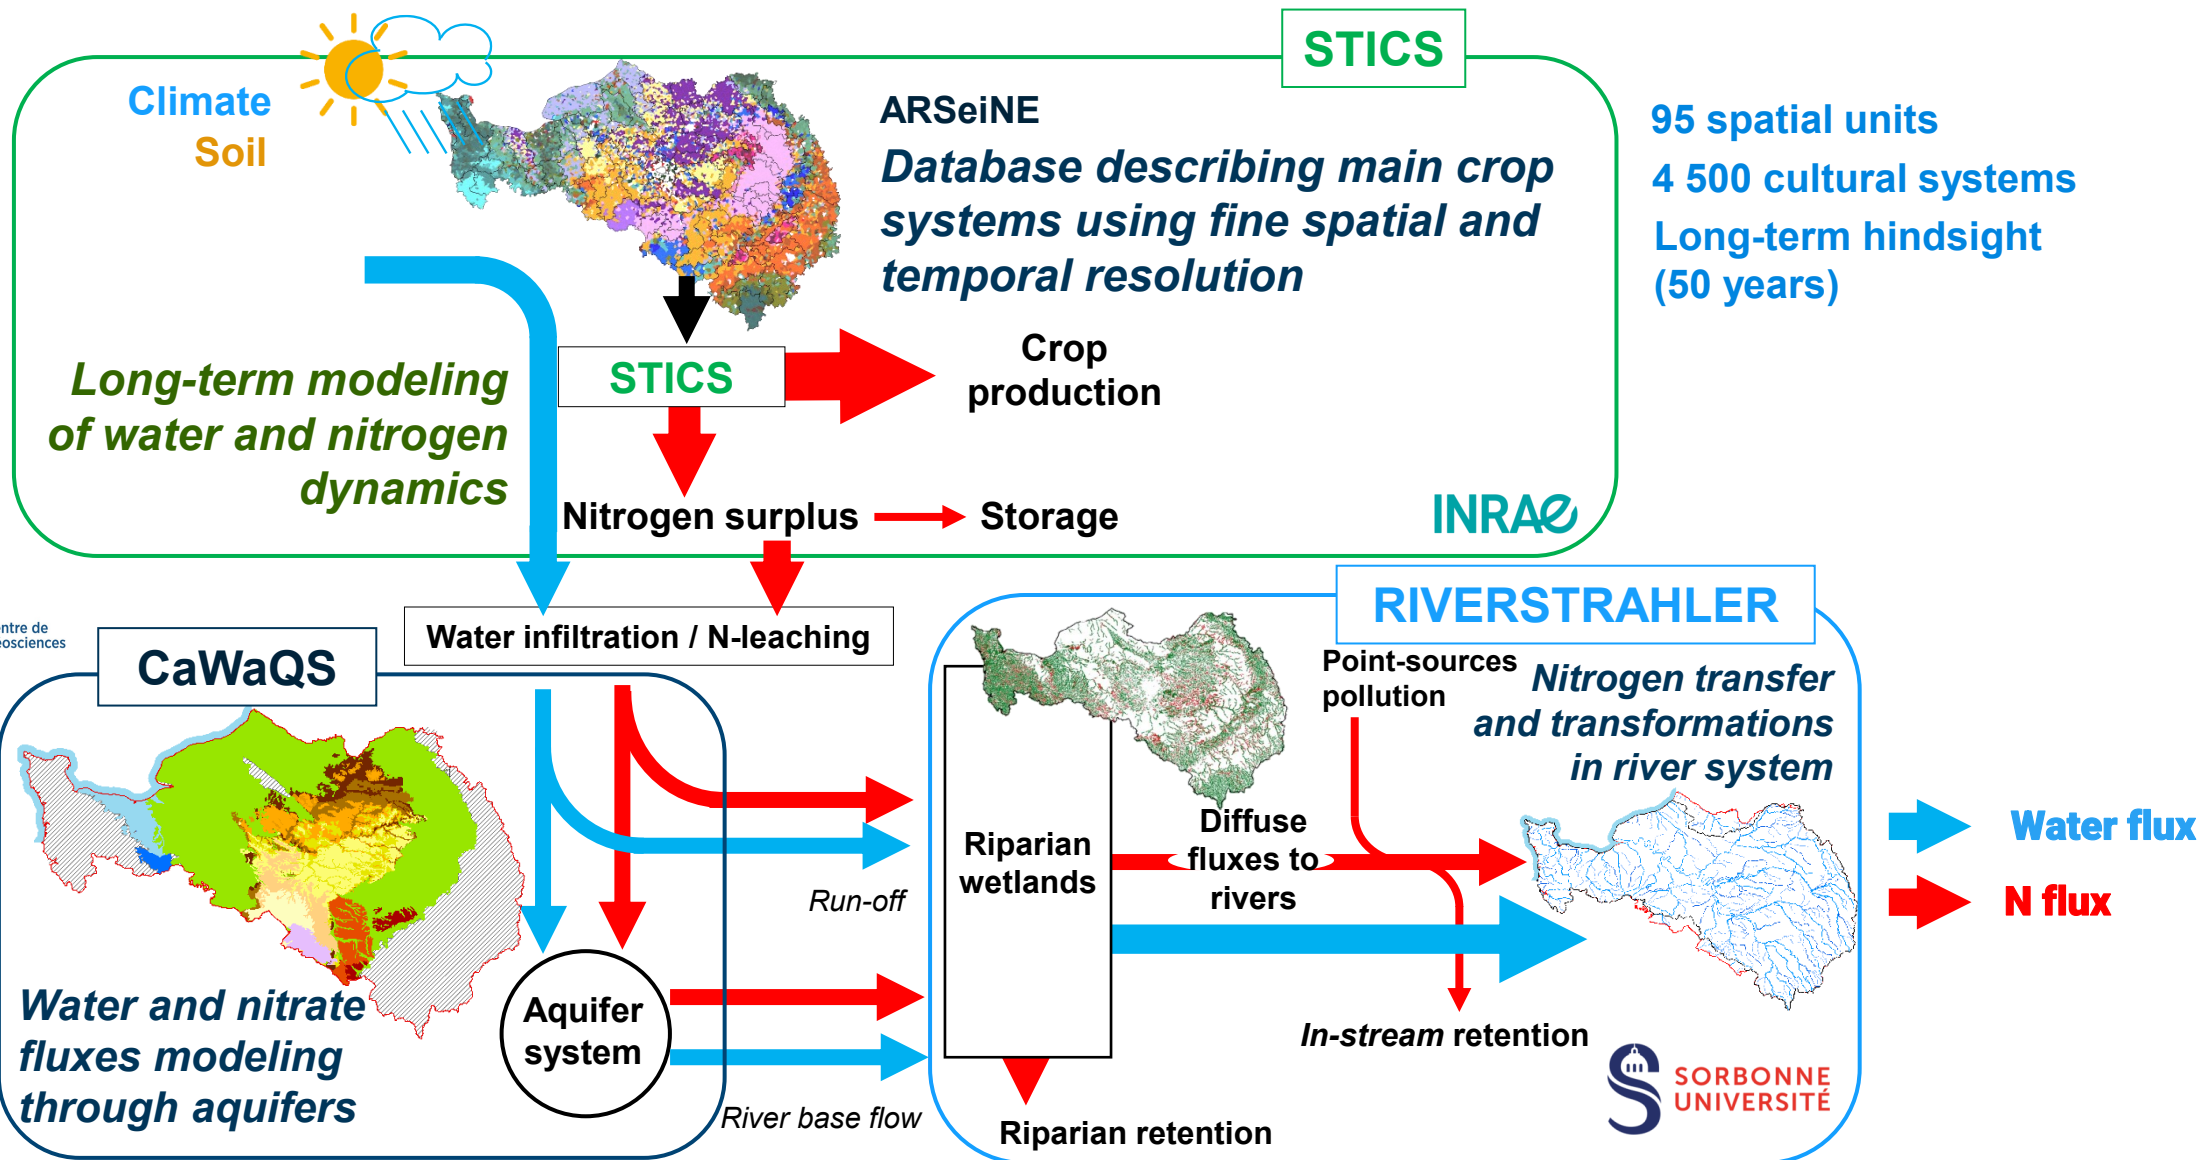 STICS
Climate
Soil
ARSeiNE
Database describing main crop
systems using fine spatial and
temporal resolution
95 spatial units
4 500 cultural systems
Long-term hindsight
(50 years)
STICS
Crop
production
Long-term modeling
of water and nitrogen
dynamics
Nitrogen surplus
Storage
INRAE
Water infiltration / N-leaching
CaWaQS
Water and nitrate
fluxes modeling
through aquifers
Aquifer
system
Run-off
River base flow
RIVERSTRAHLER
Point-sources
pollution
Nitrogen transfer
and transformations
in river system
Riparian
wetlands
Diffuse
fluxes to
rivers
In-stream retention
Riparian retention
SORBONNE
UNIVERSITÉ
Water flux
N flux